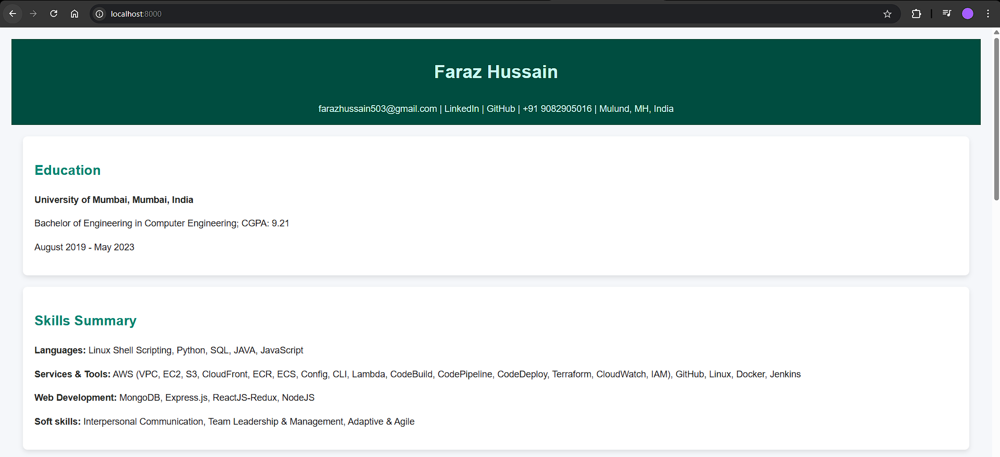 localhost:8000
Faraz Hussain
farazhussain503@gmail.com | LinkedIn | GitHub | +91 9082905016 | Mulund, MH, India
Education
University of Mumbai, Mumbai, India
Bachelor of Engineering in Computer Engineering; CGPA: 9.21
August 2019 - May 2023
Skills Summary
Languages: Linux Shell Scripting, Python, SQL, JAVA, JavaScript
Services & Tools: AWS (VPC, EC2, S3, CloudFront, ECR, ECS, Config, CLI, Lambda, CodeBuild, CodePipeline, CodeDeploy, Terraform, CloudWatch, IAM), GitHub, Linux, Docker, Jenkins
Web Development: MongoDB, Express.js, ReactJS-Redux, NodeJS
Soft skills: Interpersonal Communication, Team Leadership & Management, Adaptive & Agile